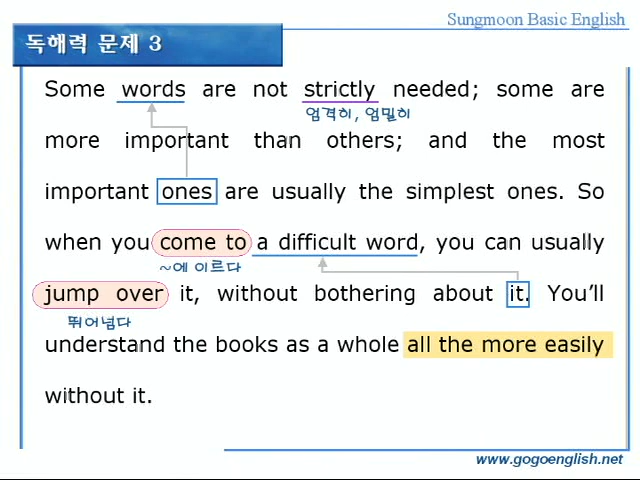 Sungmoon Basic English
독해력 문제 3
Some words are not strictly needed; some are
엄격히, 엄밀히
more important than others; and the most
important ones are usually the simplest ones. So
when you come to a difficult word, you can usually
~에 이르다
jump over it, without bothering about it. You'll
뛰어넘다
understand the books as a whole all the more easily
without it.
www.gogoenglish.net